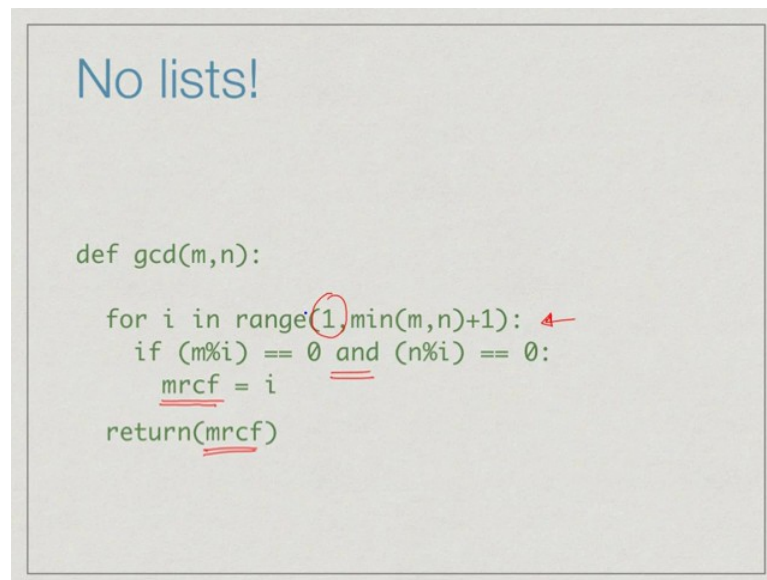 No lists!
def gcd(m,n):
for i in range(1,min(m,n)+1):
if (m%i) == 0 and (n%i) == 0:
mrcf = i
return(mrcf)